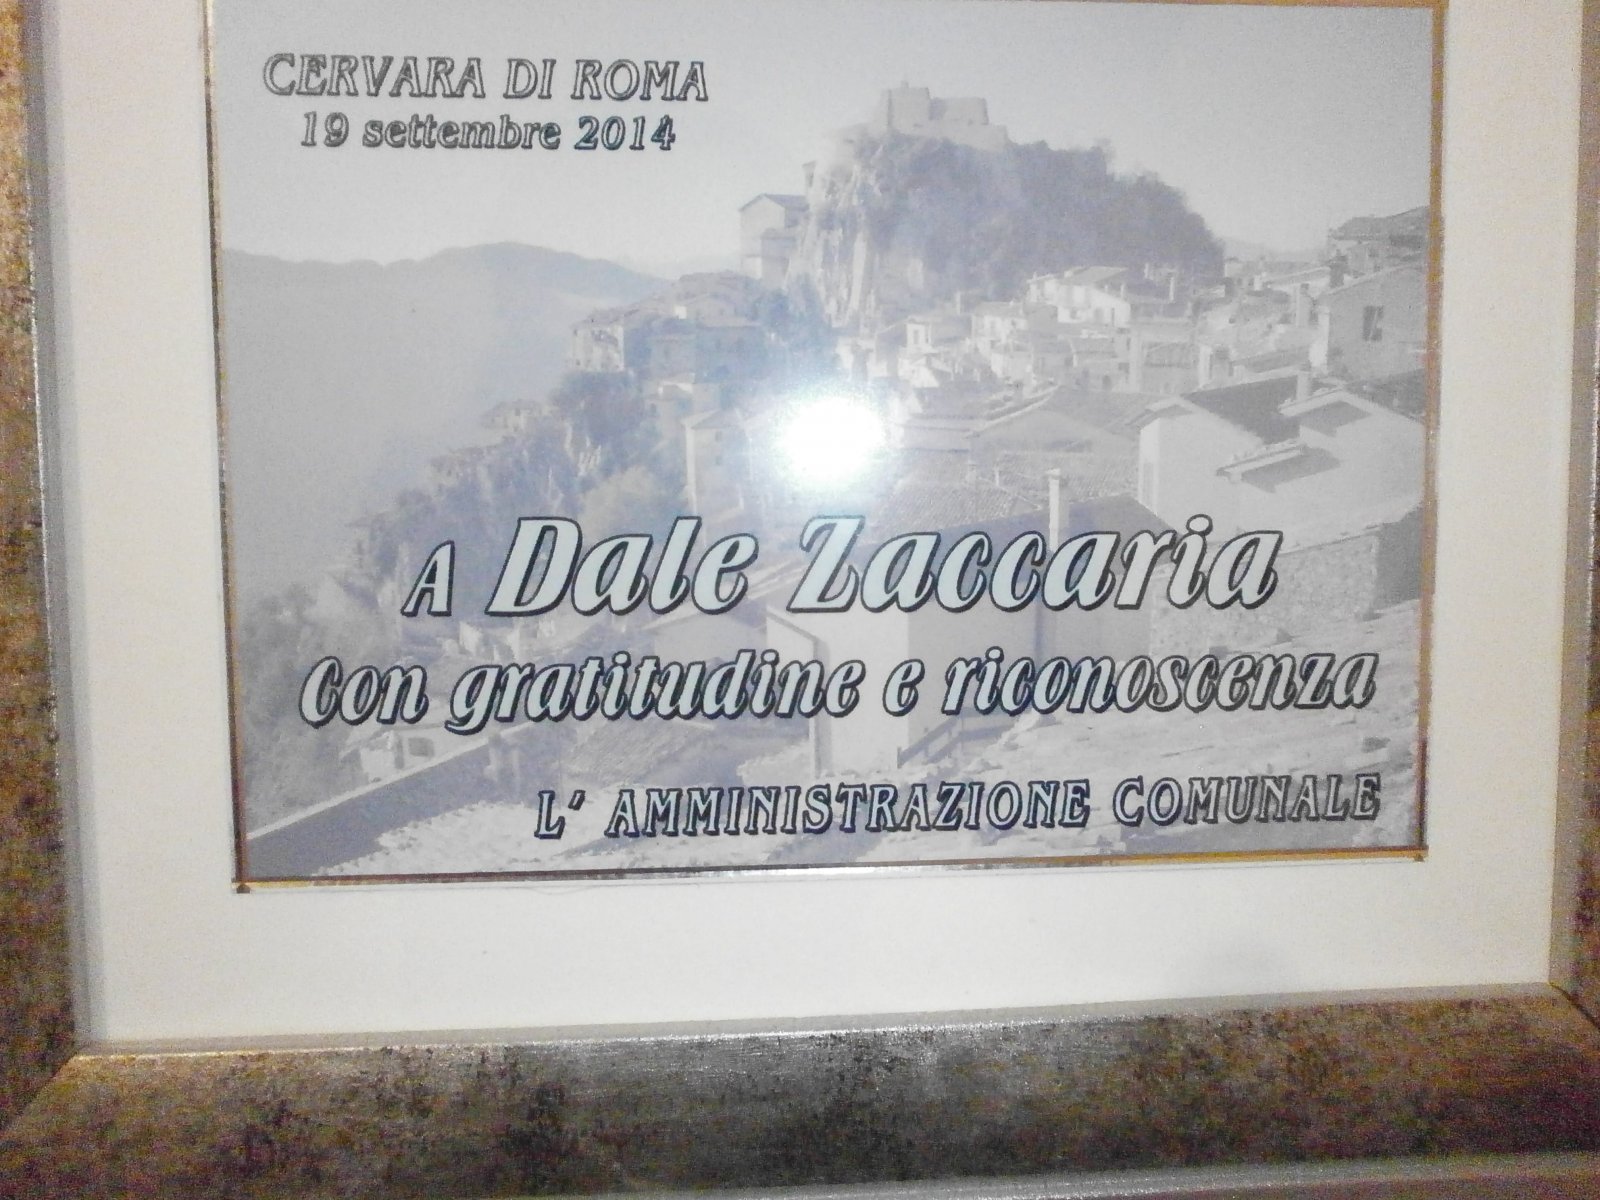 CERVARA DI ROMA
19 settembre 2014
A Dale Zaccaria
Con gratitudine e riconoscenza
L' AMMINISTRAZIONE COMUNALE